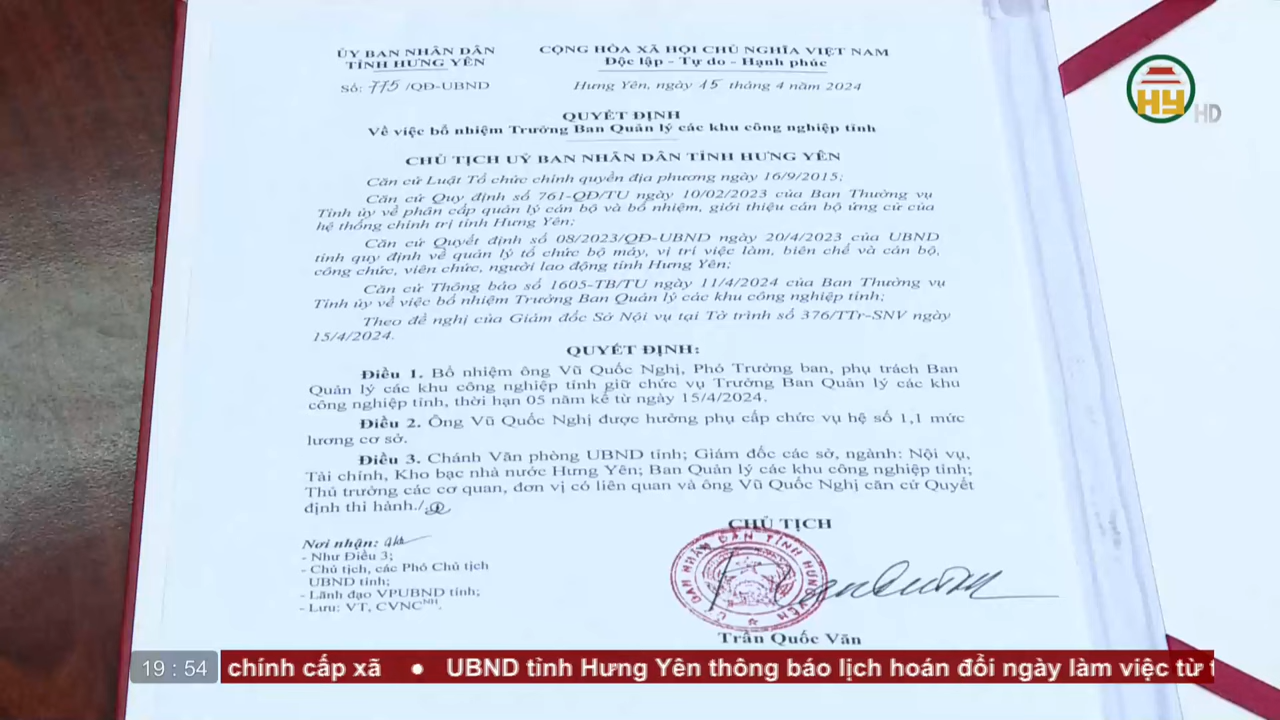 ỦY BAN NHÂN DÂN
TỈNH HƯNG YÊN
CỘNG HÒA XÃ HỘI CHỦ NGHĨA VIỆT NAM
Độc lập - Tự do - Hạnh phúc
Số: 775 /QĐ-UBND
Hưng Yên, ngày 15 tháng 4 năm 2024
HY HD
QUYẾT ĐỊNH
Về việc bổ nhiệm Trưởng Ban Quản lý các khu công nghiệp tỉnh
CHỦ TỊCH UỶ BAN NHÂN DÂN TỈNH HƯNG YÊN
Căn cứ Luật Tổ chức chính quyền địa phương ngày 16/9/2015;
Căn cứ Quy định số 761-QĐ/TU ngày 10/02/2023 của Ban Thường vụ
Tỉnh ủy về phân cấp quản lý cán bộ và bổ nhiệm, giới thiệu cán bộ ứng cử của
hệ thống chính trị tỉnh Hưng Yên;
Căn cứ Quyết định số 08/2023/QĐ-UBND ngày 20/4/2023 của UBND
tỉnh quy định về quản lý tổ chức bộ máy, vị trí việc làm, biên chế và cán bộ,
công chức, viên chức, người lao động tỉnh Hưng Yên;
Căn cứ Thông báo số 1605-TB/TU ngày 11/4/2024 của Ban Thường vụ
Tỉnh ủy về việc bổ nhiệm Trưởng Ban Quản lý các khu công nghiệp tỉnh;
Theo đề nghị của Giám đốc Sở Nội vụ tại Tờ trình số 376/TTr-SNV ngày
15/4/2024.
QUYẾT ĐỊNH:
Điều 1. Bổ nhiệm ông Vũ Quốc Nghị, Phó Trưởng ban, phụ trách Ban
Quản lý các khu công nghiệp tỉnh giữ chức vụ Trưởng Ban Quản lý các khu
công nghiệp tỉnh, thời hạn 05 năm kể từ ngày 15/4/2024.
Điều 2. Ông Vũ Quốc Nghị được hưởng phụ cấp chức vụ hệ số 1,1 mức
lương cơ sở.
Điều 3. Chánh Văn phòng UBND tỉnh; Giám đốc các sở, ngành: Nội vụ,
Tài chính, Kho bạc nhà nước Hưng Yên; Ban Quản lý các khu công nghiệp tỉnh;
Thủ trưởng các cơ quan, đơn vị có liên quan và ông Vũ Quốc Nghị căn cứ Quyết
định thi hành./.
Nơi nhận:
- Như Điều 3;
- Chủ tịch, các Phó Chủ tịch
UBND tỉnh;
- Lãnh đạo VPUBND tỉnh;
- Lưu: VT, CVNCNH.
CHỦ TỊCH
ỦY BAN NHÂN DÂN TỈNH HƯNG YÊN
Trần Quốc Văn
19 : 54 chính cấp xã ● UBND tỉnh Hưng Yên thông báo lịch hoán đổi ngày làm việc từ